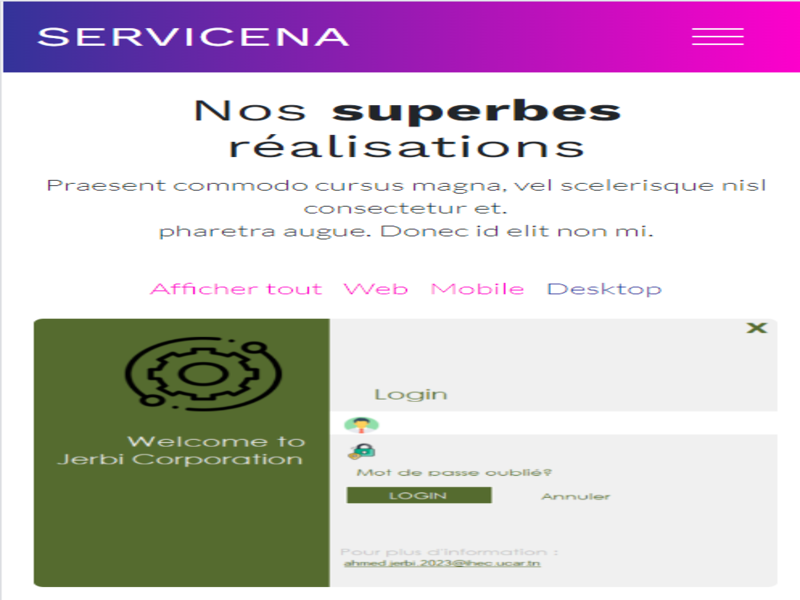 SERVICENA
Nos superbes
réalisations
Praesent commodo cursus magna, vel scelerisque nisl
consectetur et.
pharetra augue. Donec id elit non mi.
Afficher tout Web Mobile Desktop
Login
Welcome to
Jerbi Corporation
Mot de passe oublié?
LOGIN Annuler
Pour plus d'information :
ahmed.jerbi.2023@ihec.ucar.tn